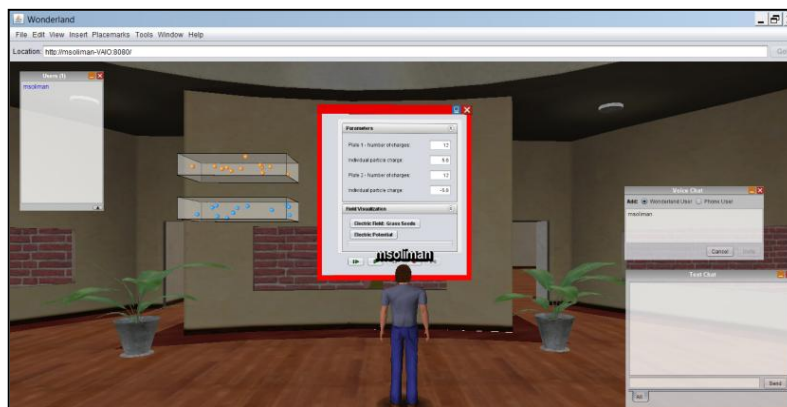 Wonderland
File Edit View Insert Placemarks Tools Window Help
Location: http://msoliman-VAIO:8080/
Users (1)
msoliman
Parameters
Plate 1 - Number of charges: 12
Individual particle charge: 5.0
Plate 2 - Number of charges: 12
Individual particle charge: -5.0
Field Visualization
Electric Field: Grass Seeds
Electric Potential
msoliman
Voice Chat
Add: Wonderland User Phone User
msoliman
Cancel
Text Chat
Send
All